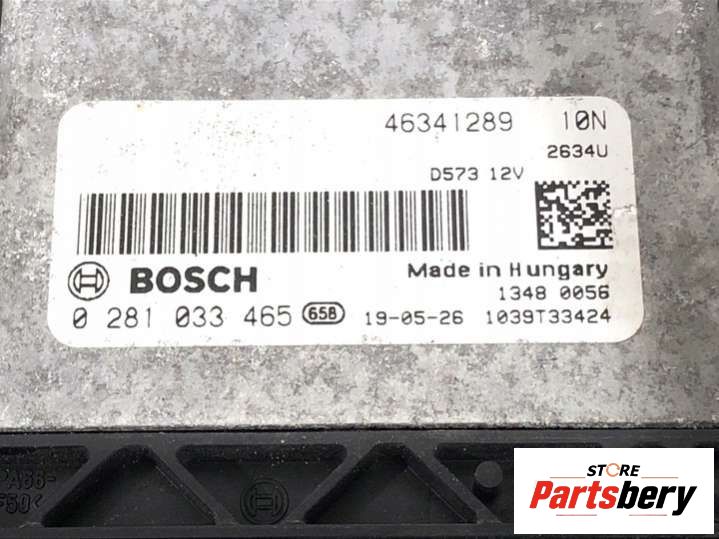 46341289 10N
2634U
D573 12V
BOSCH
Made in Hungary
1348 0056
0 281 033 465 658 19-05-26 1039T33424
STORE
Partsbery